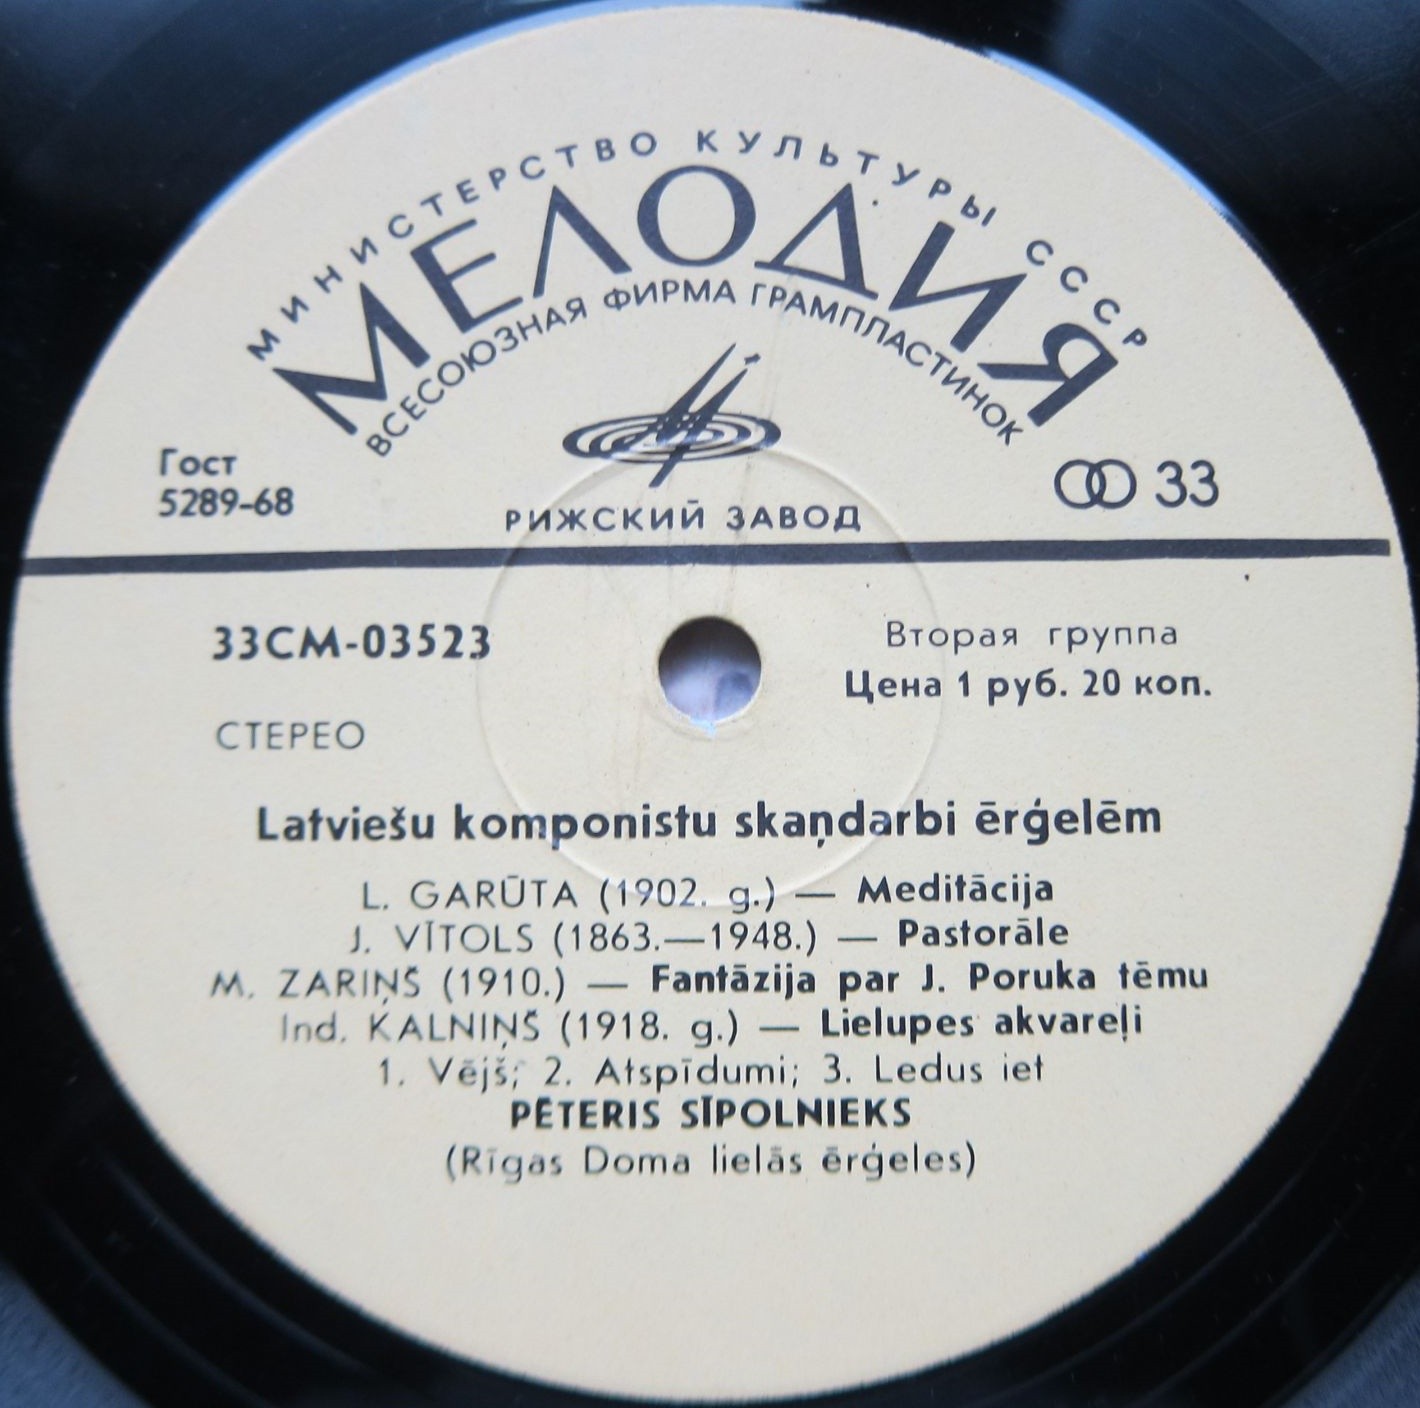 МИНИСТЕРСТВО КУЛЬТУРЫ СССР
МЕЛОДИЯ
ВСЕСОЮЗНАЯ ФИРМА ГРАМПЛАСТИНОК
Гост
5289-68
33
РИЖСКИЙ ЗАВОД
33СМ-03523
Вторая группа
Цена 1 руб. 20 коп.
СТЕРЕО
Latviešu komponistu skaņdarbi ērģelēm
L. GARŪTA (1902. g.) — Meditācija
J. VĪTOLS (1863.—1948.) — Pastorāle
M. ZARIŅŠ (1910.) — Fantāzija par J. Poruka tēmu
Ind. KALNIŅŠ (1918. g.) — Lielupes akvareļi
1. Vējš; 2. Atspīdumi; 3. Ledus iet
PĒTERIS SĪPOLNIEKS
(Rīgas Doma lielās ērģeles)